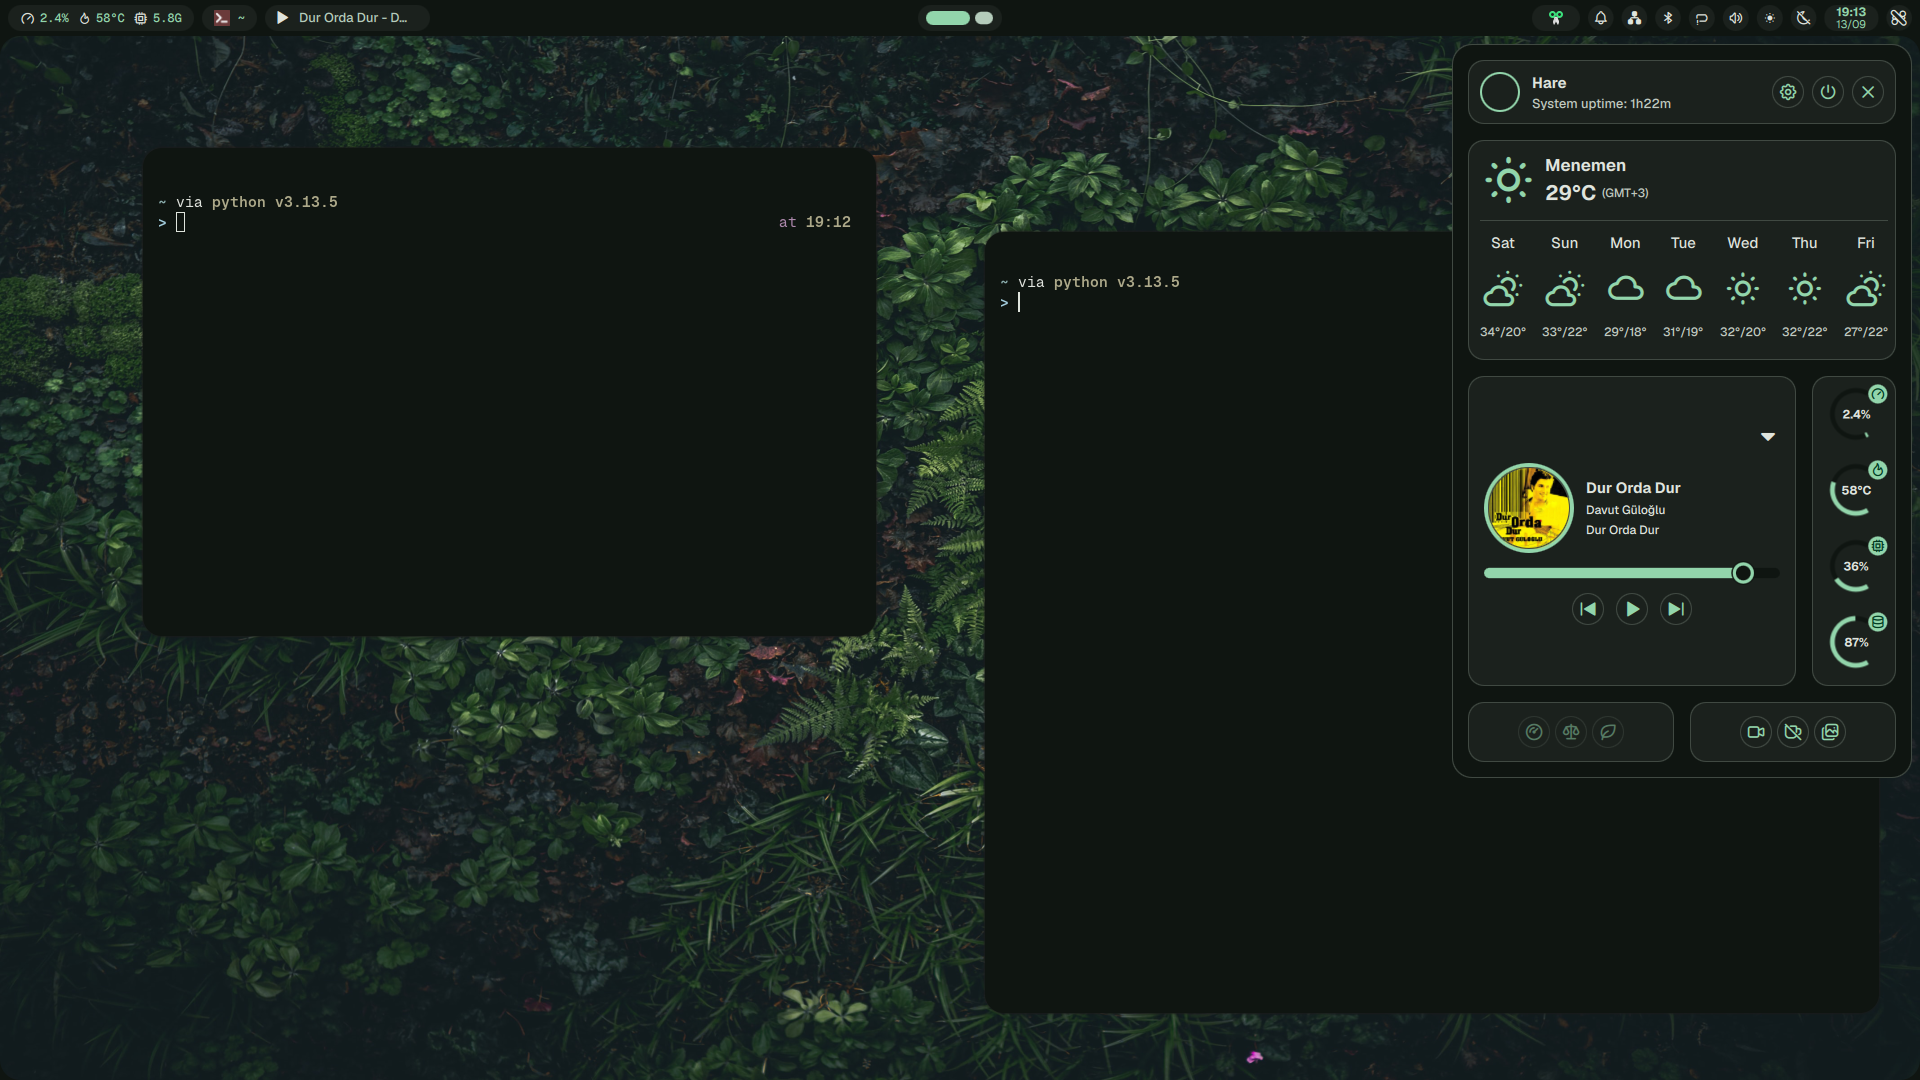 2.4% 58°C 5.8G
~
Dur Orda Dur - D...
19:13
13/09
~ via python v3.13.5
>
at 19:12
~ via python v3.13.5
>
Hare
System uptime: 1h22m
Menemen
29°C (GMT+3)
Sat Sun Mon Tue Wed Thu Fri
34°/20° 33°/22° 29°/18° 31°/19° 32°/20° 32°/22° 27°/22°
Dur Orda Dur
Dur Orda Dur
Davut Güloğlu
Dur Orda Dur
2.4%
58°C
36%
87%